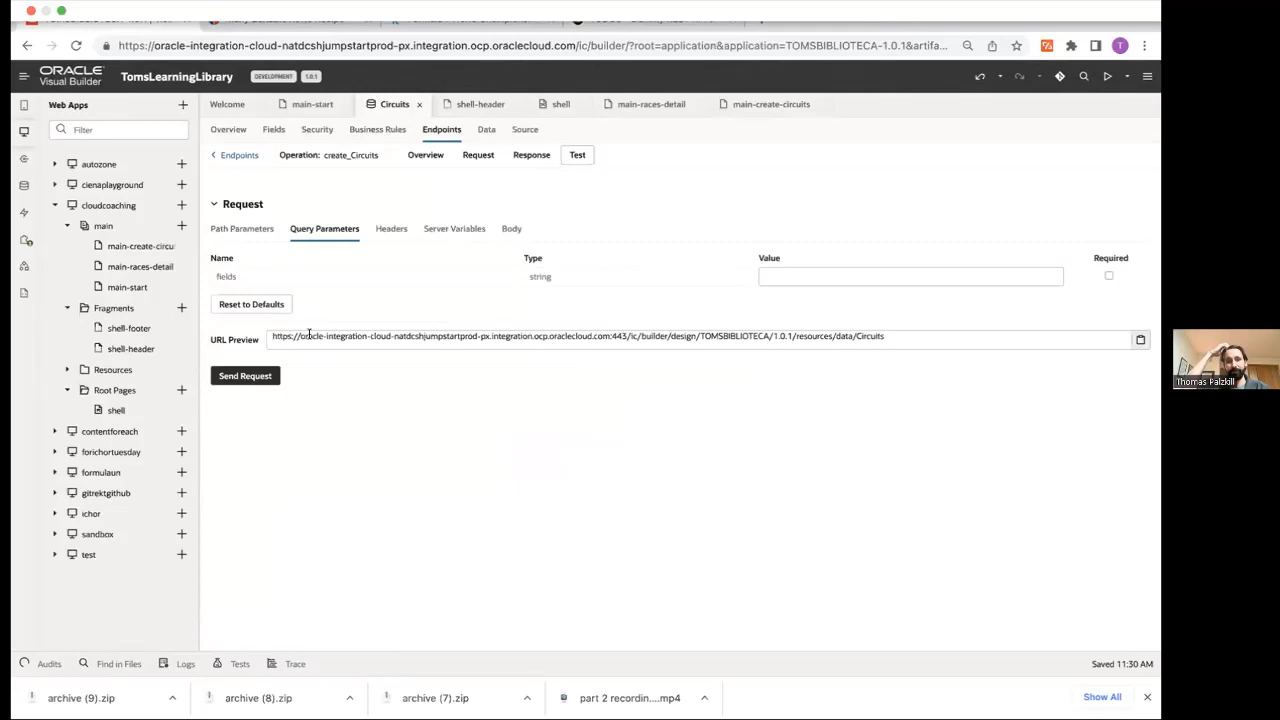 https://oracle-integration-cloud-natdcshjumpstartprod-px.integration.ocp.oraclecloud.com/ic/builder/?root=application&application=TOMSBIBLIOTECA-1.0.1&artifa...
T
ORACLE
Visual Builder
TomsLearningLibrary
DEVELOPMENT
1.0.1
Web Apps
Welcome
main-start
Circuits
shell-header
shell
main-races-detail
main-create-circuits
Filter
Overview
Fields
Security
Business Rules
Endpoints
Data
Source
Endpoints
Operation: create_Circuits
Overview
Request
Response
Test
autozone
cienaplayground
cloudcoaching
main
main-create-circu
main-races-detail
main-start
Fragments
shell-footer
shell-header
Resources
Root Pages
shell
contentforeach
forichortuesday
formulaun
gitrektgithub
ichor
sandbox
test
Request
Path Parameters
Query Parameters
Headers
Server Variables
Body
Name
Type
Value
Required
fields
string
Reset to Defaults
URL Preview
https://oracle-integration-cloud-natdcshjumpstartprod-px.integration.ocp.oraclecloud.com:443/ic/builder/design/TOMSBIBLIOTECA/1.0.1/resources/data/Circuits
Send Request
Thomas Palzkill
Audits
Find in Files
Logs
Tests
Trace
Saved 11:30 AM
archive (9).zip
archive (8).zip
archive (7).zip
part 2 recordin....mp4
Show All